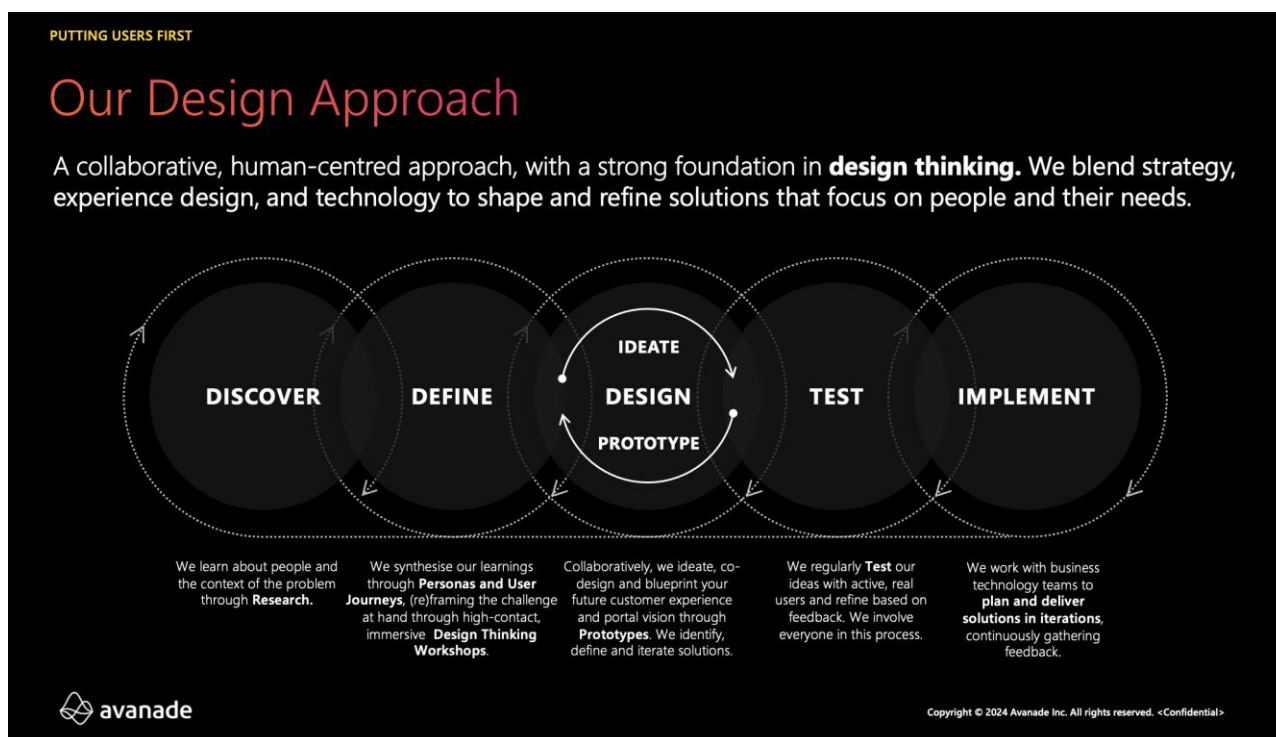 PUTTING USERS FIRST
Our Design Approach
A collaborative, human-centred approach, with a strong foundation in design thinking. We blend strategy,
experience design, and technology to shape and refine solutions that focus on people and their needs.
DISCOVER
DEFINE
IDEATE
DESIGN
PROTOTYPE
TEST
IMPLEMENT
We learn about people and
the context of the problem
through Research.
We synthesise our learnings
through Personas and User
Journeys, (re)framing the challenge
at hand through high-contact,
immersive Design Thinking
Workshops.
Collaboratively, we ideate, co-
design and blueprint your
future customer experience
and portal vision through
Prototypes. We identify,
define and iterate solutions.
We regularly Test our
ideas with active, real
users and refine based on
feedback. We involve
everyone in this process.
We work with business
technology teams to
plan and deliver
solutions in iterations,
continuously gathering
feedback.
avanade
Copyright © 2024 Avanade Inc. All rights reserved. <Confidential>